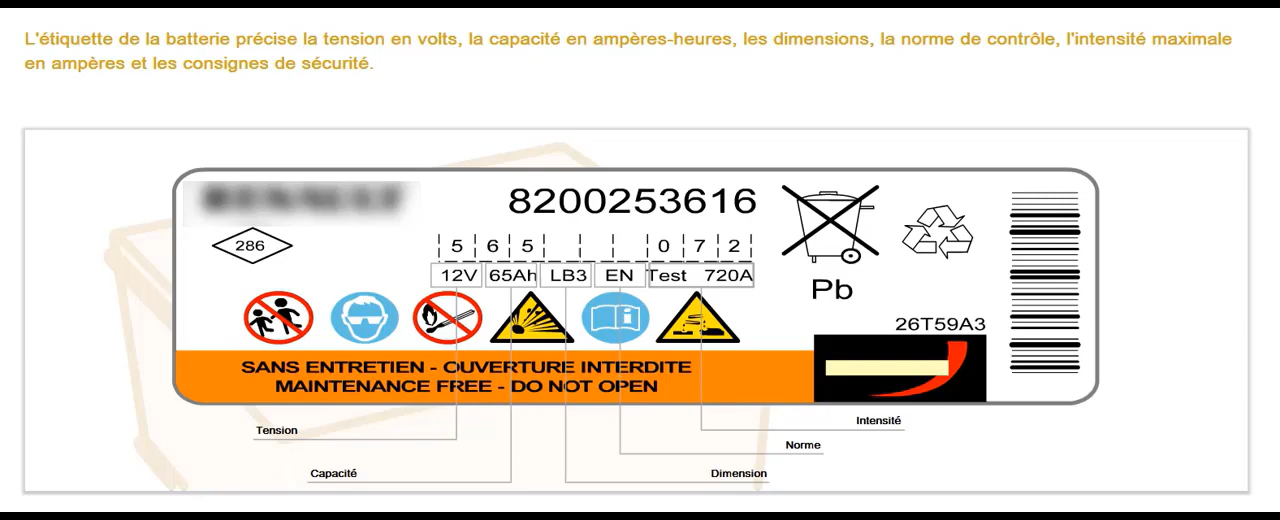 L'étiquette de la batterie précise la tension en volts, la capacité en ampères-heures, les dimensions, la norme de contrôle, l'intensité maximale
en ampères et les consignes de sécurité.
8200253616
286
5 6 5 0 7 2
12V 65Ah LB3 EN Test 720A
Pb
26T59A3
SANS ENTRETIEN - OUVERTURE INTERDITE
MAINTENANCE FREE - DO NOT OPEN
Tension
Intensité
Norme
Capacité
Dimension